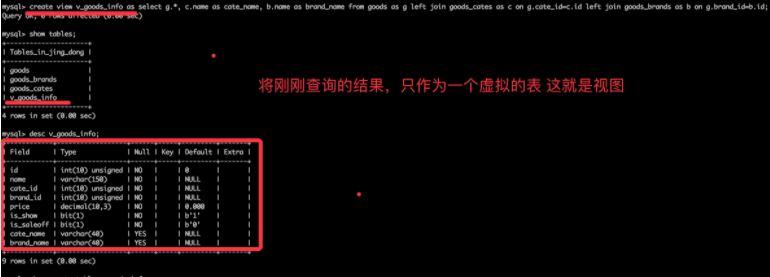 mysql> create view v_goods_info as select g.*, c.name as cate_name, b.name as brand_name from goods as g left join goods_cates as c on g.cate_id=c.id left join goods_brands as b on g.brand_id=b.id;
Query OK, 0 rows affected (0.00 sec)
mysql> show tables;
+---------------------+
| Tables_in_jing_dong |
+---------------------+
| goods |
| goods_brands |
| goods_cates |
| v_goods_info |
+---------------------+
4 rows in set (0.00 sec)
将刚刚查询的结果，只作为一个虚拟的表 这就是视图
mysql> desc v_goods_info;
| Field | Type | Null | Key | Default | Extra |
| id | int(10) unsigned | NO | | 0 | |
| name | varchar(150) | NO | | NULL | |
| cate_id | int(10) unsigned | NO | | NULL | |
| brand_id | int(10) unsigned | NO | | NULL | |
| price | decimal(10,3) | NO | | 0.000 | |
| is_show | bit(1) | NO | | b'1' | |
| is_saleoff | bit(1) | NO | | b'0' | |
| cate_name | varchar(40) | YES | | NULL | |
| brand_name | varchar(40) | YES | | NULL | |
9 rows in set (0.00 sec)